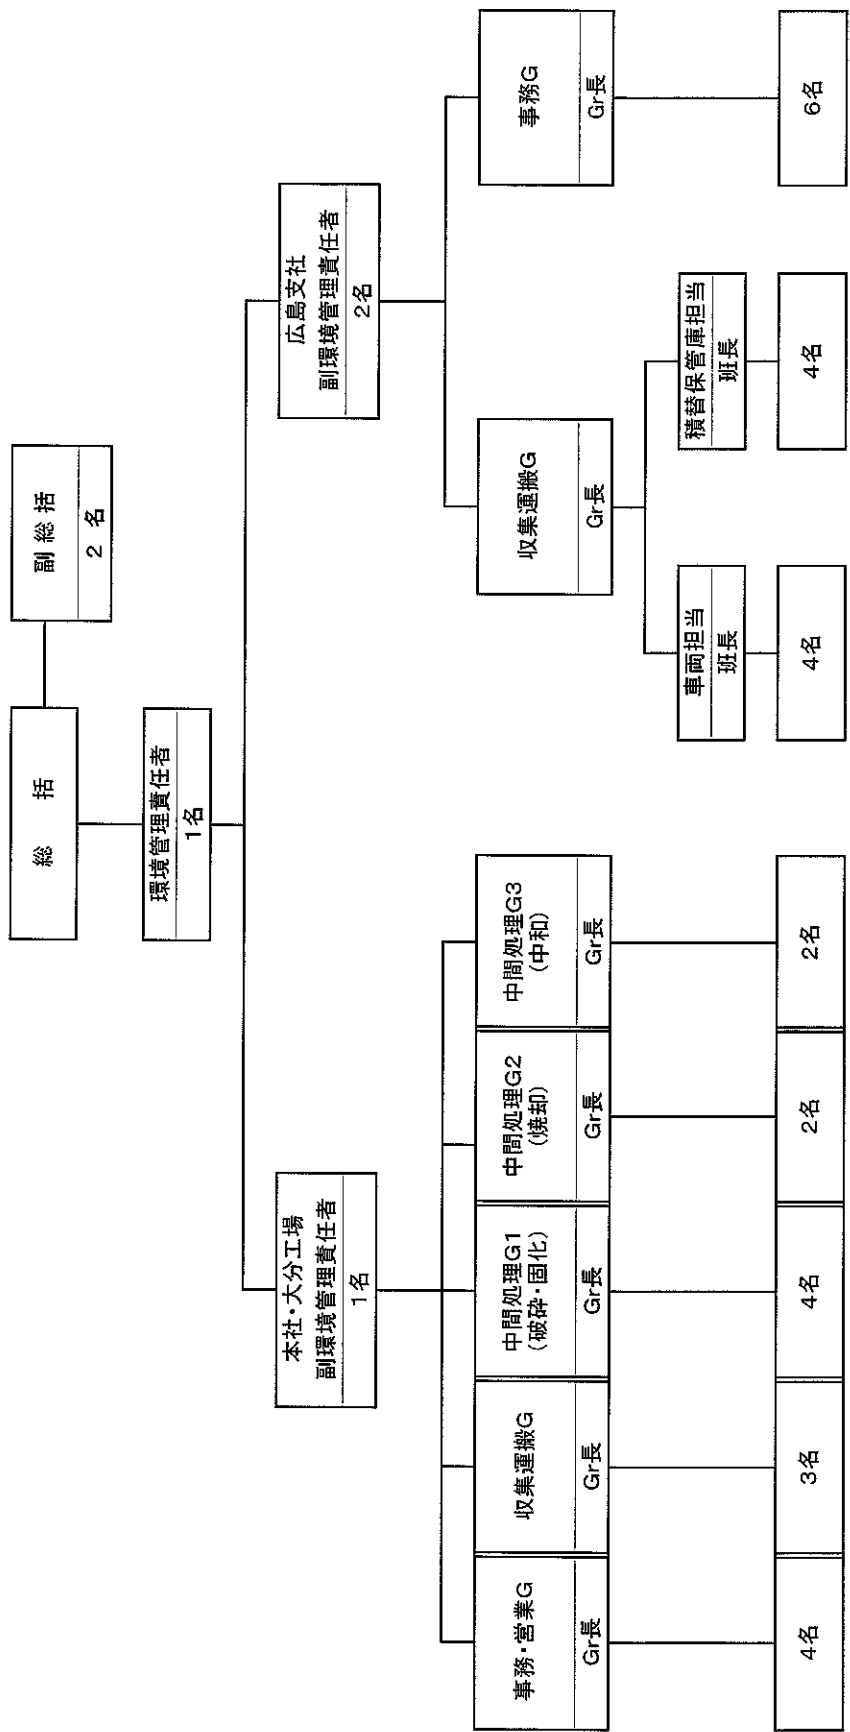 総 括
副総括
2 名
環境管理責任者
1名
本社・大分工場
副環境管理責任者
1名
広島支社
副環境管理責任者
2名
事務・営業G
Gr長
収集運搬G
Gr長
中間処理G1
(破砕・固化)
Gr長
中間処理G2
(焼却)
Gr長
中間処理G3
(中和)
Gr長
収集運搬G
Gr長
事務G
Gr長
車両担当
班長
積替保管庫担当
班長
4名
3名
4名
2名
2名
4名
4名
6名